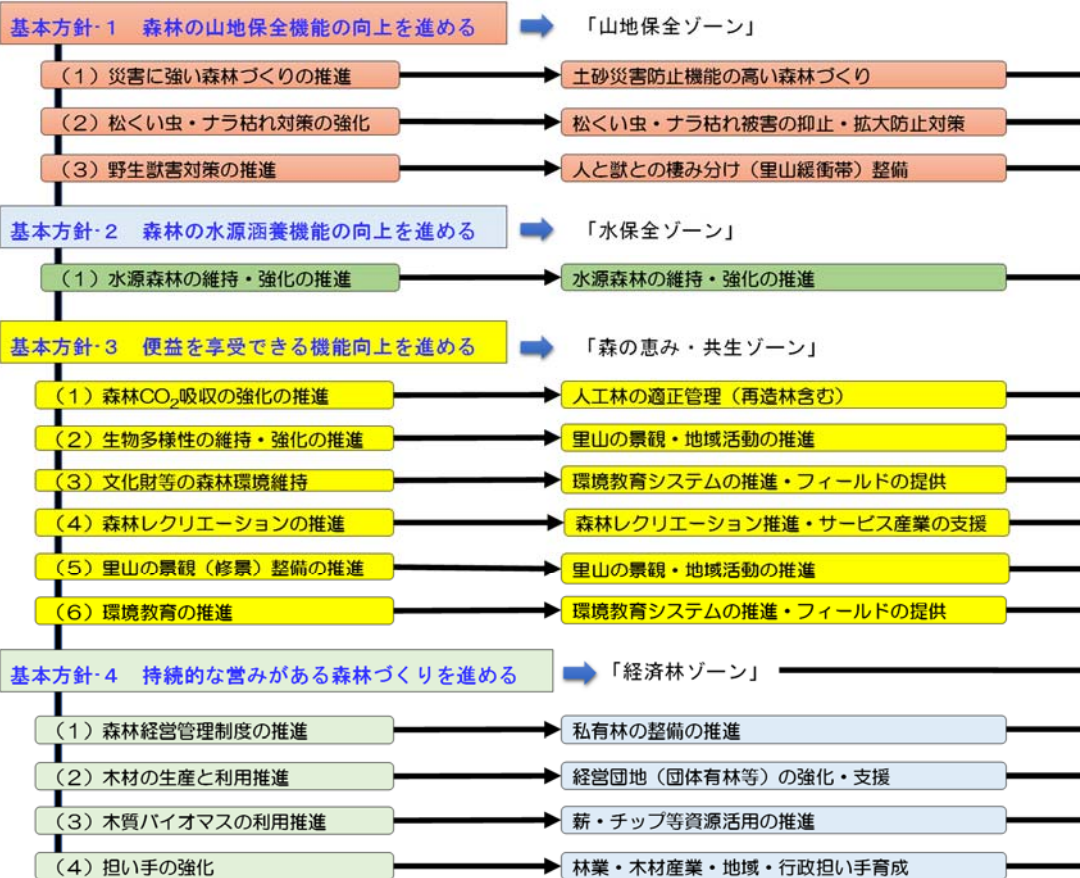 基本方針-1　森林の山地保全機能の向上を進める　「山地保全ゾーン」
（1）災害に強い森林づくりの推進　土砂災害防止機能の高い森林づくり
（2）松くい虫・ナラ枯れ対策の強化　松くい虫・ナラ枯れ被害の抑止・拡大防止対策
（3）野生獣害対策の推進　人と獣との棲み分け（里山緩衝帯）整備
基本方針-2　森林の水源涵養機能の向上を進める　「水保全ゾーン」
（1）水源森林の維持・強化の推進　水源森林の維持・強化の推進
基本方針-3　便益を享受できる機能向上を進める　「森の恵み・共生ゾーン」
（1）森林CO₂吸収の強化の推進　人工林の適正管理（再造林含む）
（2）生物多様性の維持・強化の推進　里山の景観・地域活動の推進
（3）文化財等の森林環境維持　環境教育システムの推進・フィールドの提供
（4）森林レクリエーションの推進　森林レクリエーション推進・サービス産業の支援
（5）里山の景観（修景）整備の推進　里山の景観・地域活動の推進
（6）環境教育の推進　環境教育システムの推進・フィールドの提供
基本方針-4　持続的な営みがある森林づくりを進める　「経済林ゾーン」
（1）森林経営管理制度の推進　私有林の整備の推進
（2）木材の生産と利用推進　経営団地（団体有林等）の強化・支援
（3）木質バイオマスの利用推進　薪・チップ等資源活用の推進
（4）担い手の強化　林業・木材産業・地域・行政担い手育成